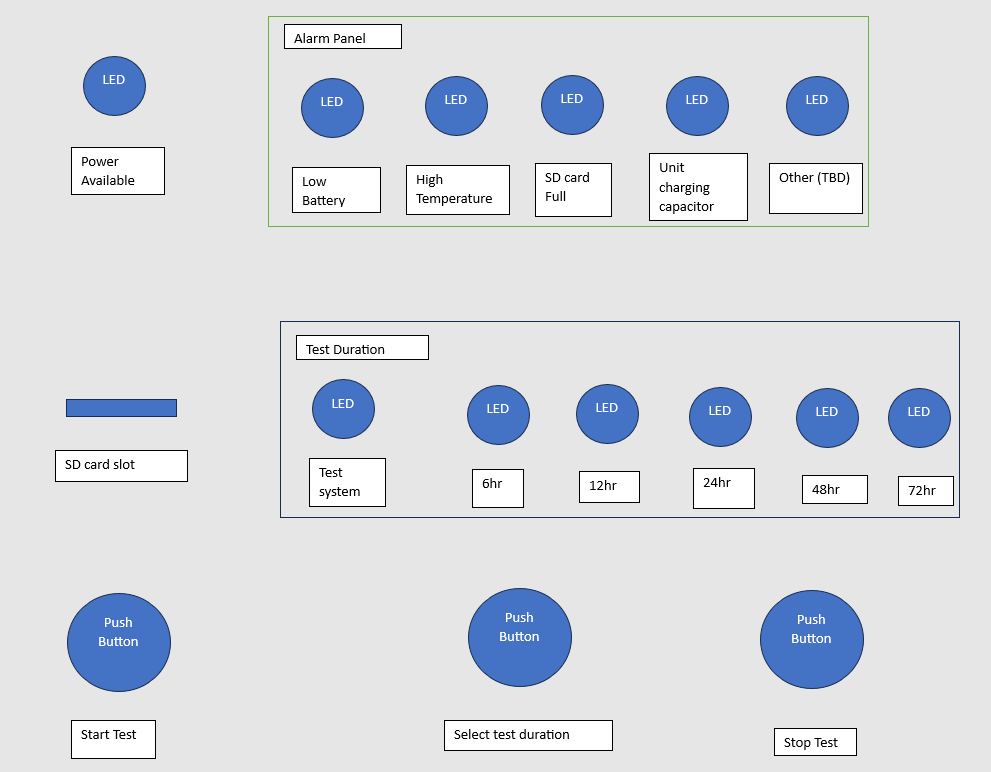 LED
Power
Available
Alarm Panel
LED
LED
LED
LED
LED
Low
Battery
High
Temperature
SD card
Full
Unit
charging
capacitor
Other (TBD)
SD card slot
Test Duration
LED
LED
LED
LED
LED
LED
Test
system
6hr
12hr
24hr
48hr
72hr
Push
Button
Start Test
Push
Button
Select test duration
Push
Button
Stop Test